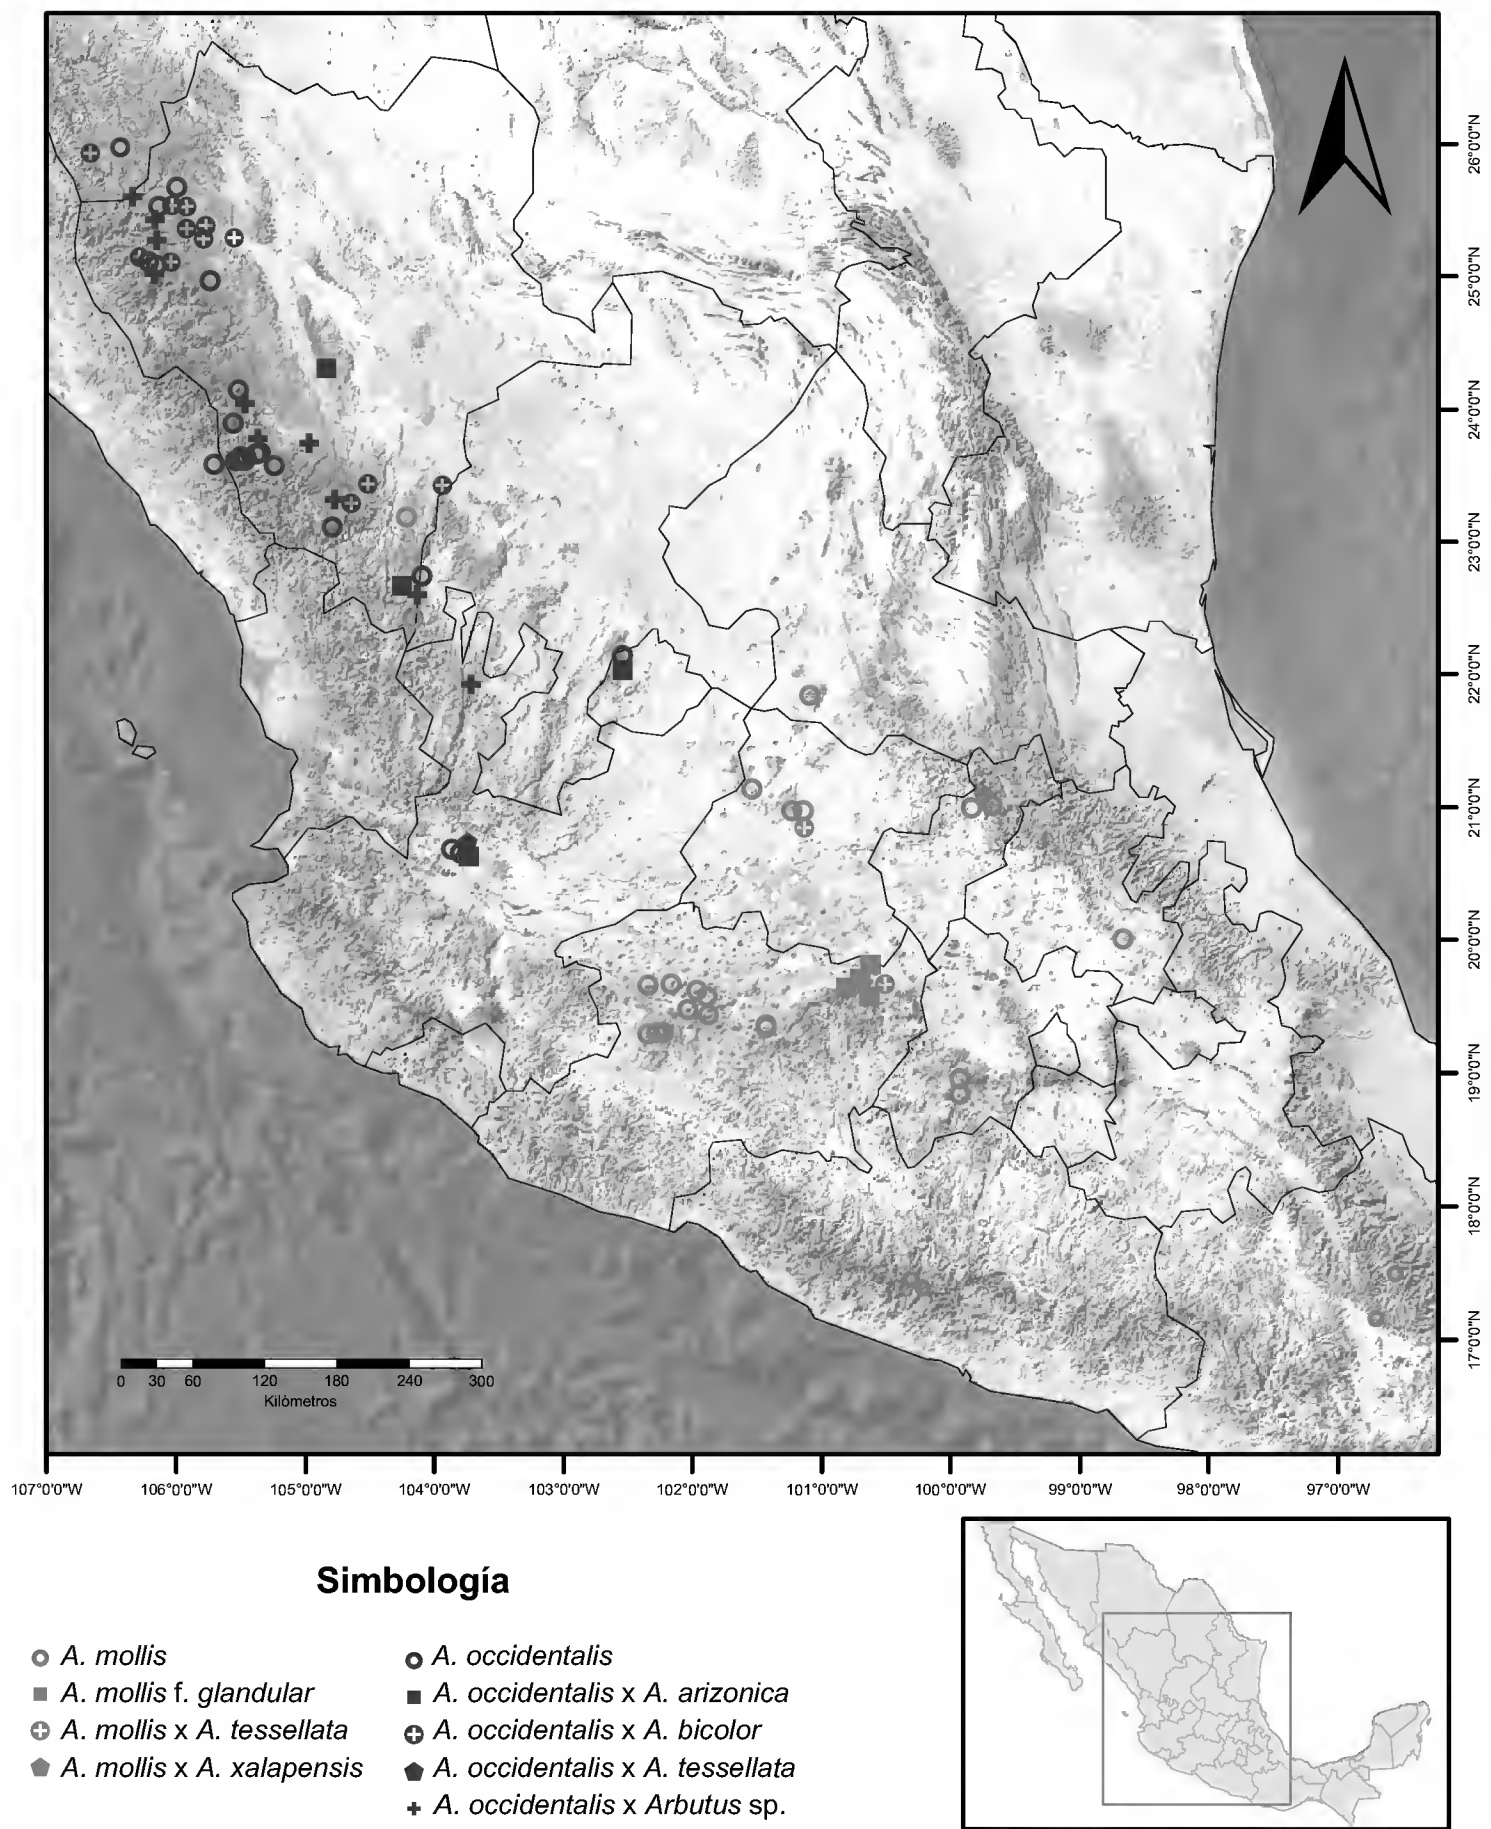 26°0'0"N
25°0'0"N
24°0'0"N
23°0'0"N
22°0'0"N
21°0'0"N
20°0'0"N
19°0'0"N
18°0'0"N
17°0'0"N
0 30 60 120 180 240 300
Kilómetros
107°0'0"W 106°0'0"W 105°0'0"W 104°0'0"W 103°0'0"W 102°0'0"W 101°0'0"W 100°0'0"W 99°0'0"W 98°0'0"W 97°0'0"W
Simbología
A. mollis
A. mollis f. glandular
A. mollis x A. tessellata
A. mollis x A. xalapensis
A. occidentalis
A. occidentalis x A. arizonica
A. occidentalis x A. bicolor
A. occidentalis x A. tessellata
A. occidentalis x Arbutus sp.